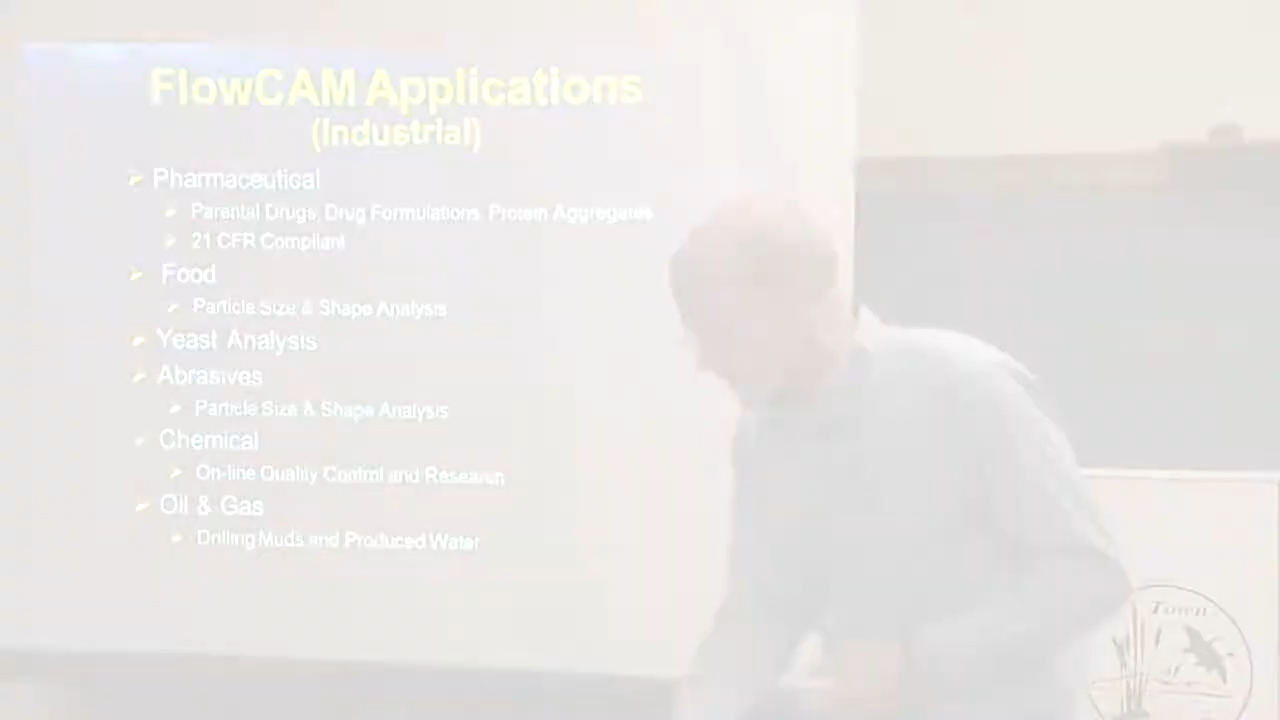 FlowCAM Applications
(Industrial)
Pharmaceutical
Parental Drugs, Drug Formulations, Protein Aggregates
21 CFR Compliant
Food
Particle Size & Shape Analysis
Yeast Analysis
Abrasives
Particle Size & Shape Analysis
Chemical
On-line Quality Control and Research
Oil & Gas
Drilling Muds and Produced Water
Town
of